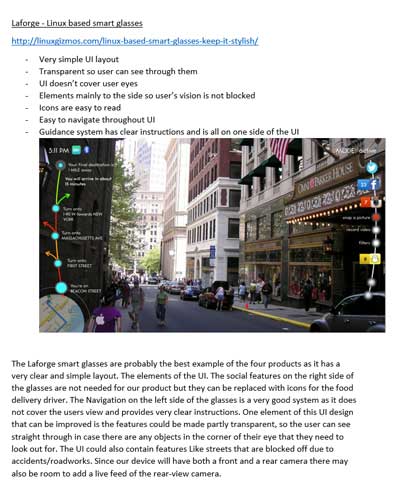 Laforge - Linux based smart glasses
http://linuxgizmos.com/linux-based-smart-glasses-keep-it-stylish/
- Very simple UI layout
- Transparent so user can see through them
- UI doesn't cover user eyes
- Elements mainly to the side so user's vision is not blocked
- Icons are easy to read
- Easy to navigate throughout UI
- Guidance system has clear instructions and is all on one side of the UI
5:11 PM
MODE: active
Your final destination is
1 MILE away
You will arrive in about
15 minutes
Turn onto
I-90 W towards NEW
YORK
Turn onto
MASSACHUSETTS AVE
Turn onto
FIRST STREET
You're on
BEACON STREET
OMNI PARKER HOUSE
snap a picture
record video
filters
The Laforge smart glasses are probably the best example of the four products as it has a
very clear and simple layout. The elements of the UI. The social features on the right side of
the glasses are not needed for our product but they can be replaced with icons for the food
delivery driver. The Navigation on the left side of the glasses is a very good system as it does
not cover the users view and provides very clear instructions. One element of this UI design
that can be improved is the features could be made partly transparent, so the user can see
straight through in case there are any objects in the corner of their eye that they need to
look out for. The UI could also contain features Like streets that are blocked off due to
accidents/roadworks. Since our device will have both a front and a rear camera there may
also be room to add a live feed of the rear-view camera.